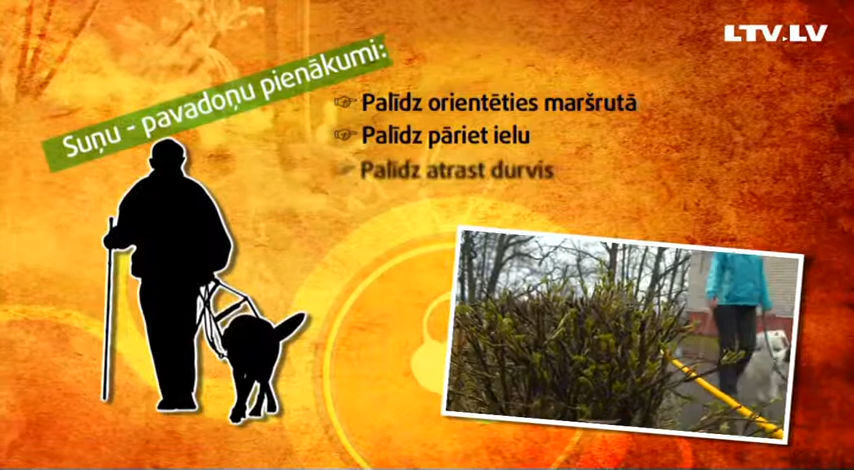 LTV.LV
Suņu - pavadoņu pienākumi:
Palīdz orientēties maršrutā
Palīdz pāriet ielu
Palīdz atrast durvis